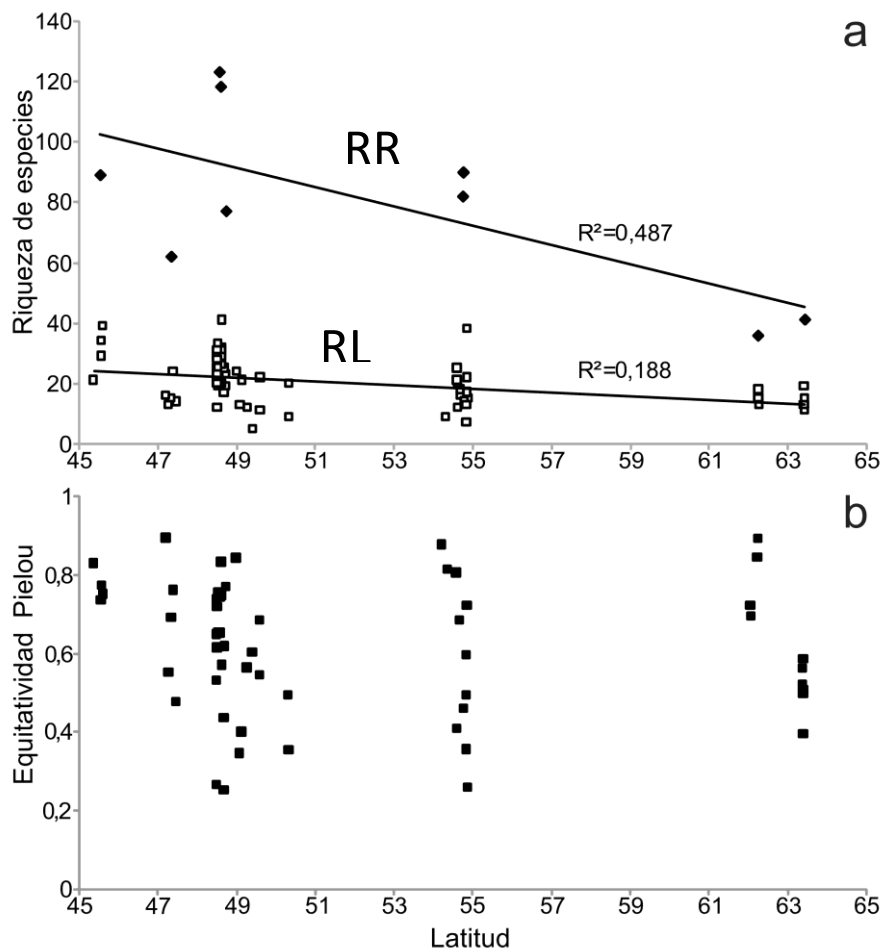 a
140
120
100
80
60
40
20
0
Riqueza de especies
RR
R²=0,487
RL
R²=0,188
45 47 49 51 53 55 57 59 61 63 65
b
1
0,8
0,6
0,4
0,2
0
Equitatividad Pielou
45 47 49 51 53 55 57 59 61 63 65
Latitud